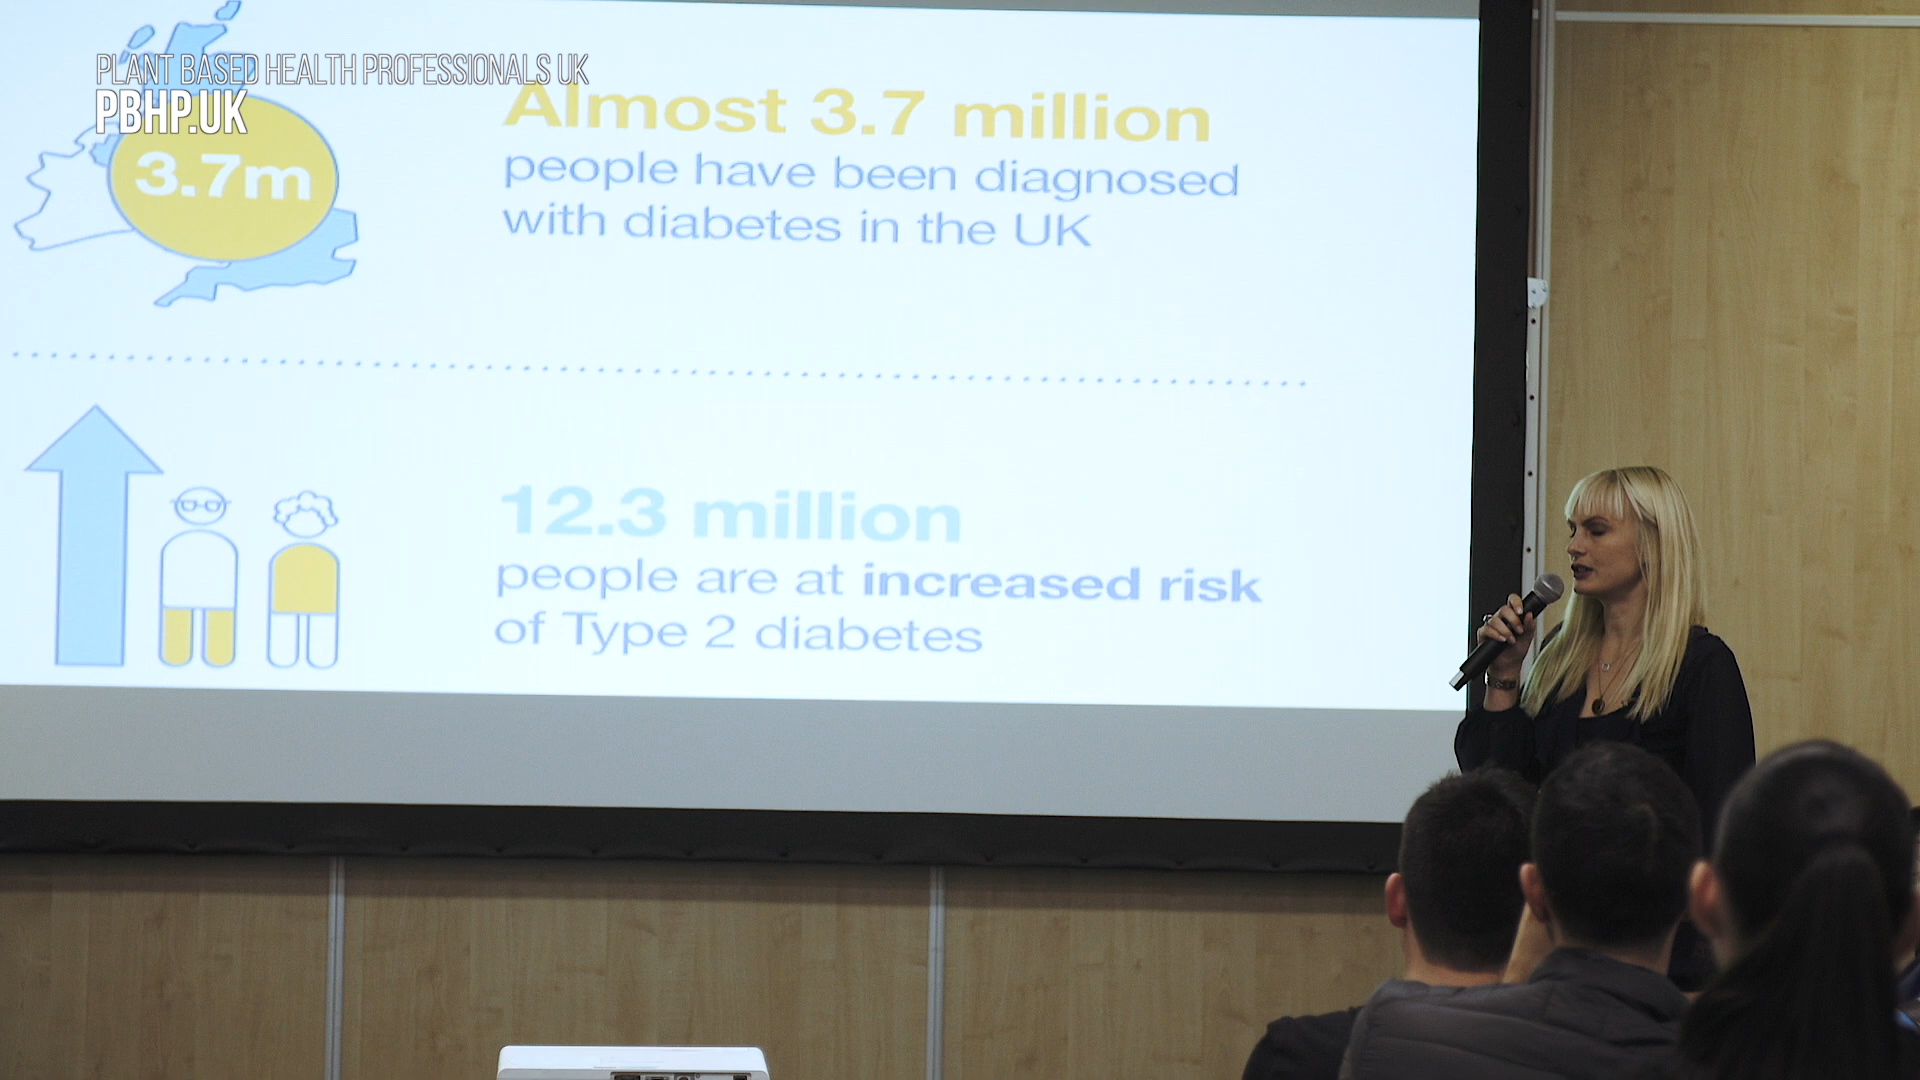 PLANT BASED HEALTH PROFESSIONALS UK
PBHP.UK
3.7m
Almost 3.7 million
people have been diagnosed
with diabetes in the UK
12.3 million
people are at increased risk
of Type 2 diabetes